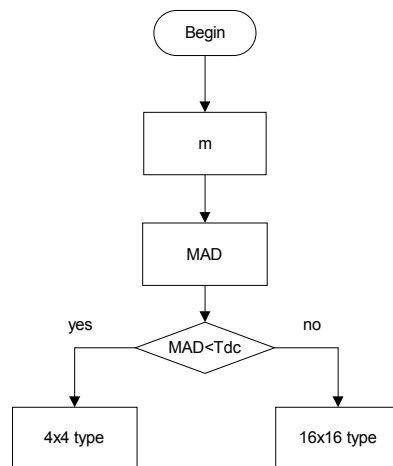 Begin
m
MAD
yes
no
MAD<Tdc
4x4 type
16x16 type